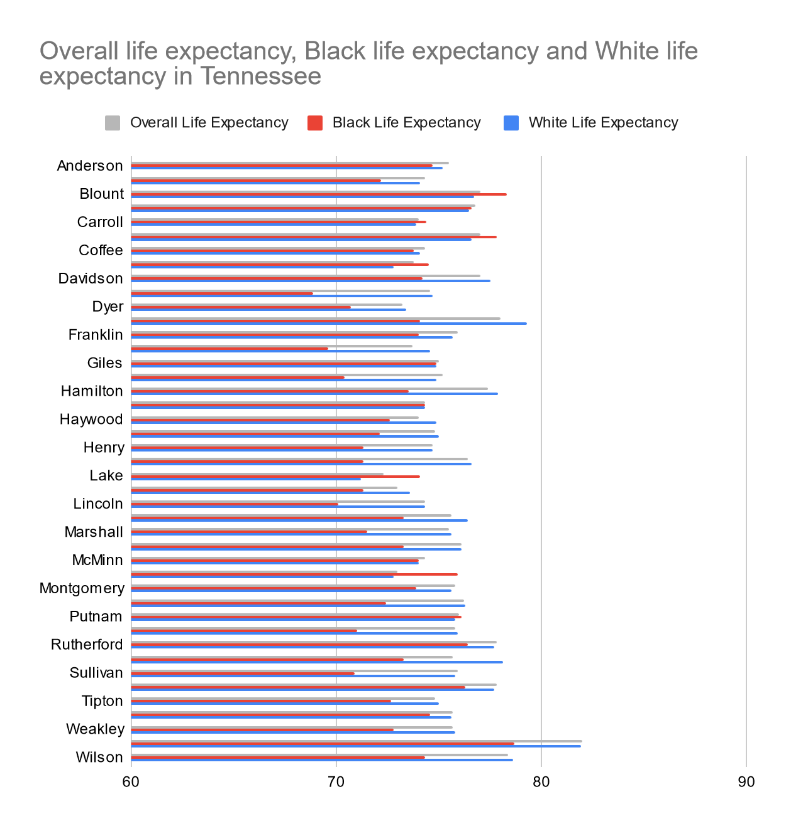 Overall life expectancy, Black life expectancy and White life
expectancy in Tennessee
Overall Life Expectancy Black Life Expectancy White Life Expectancy
Anderson
Blount
Carroll
Coffee
Davidson
Dyer
Franklin
Giles
Hamilton
Haywood
Henry
Lake
Lincoln
Marshall
McMinn
Montgomery
Putnam
Rutherford
Sullivan
Tipton
Weakley
Wilson
60 70 80 90